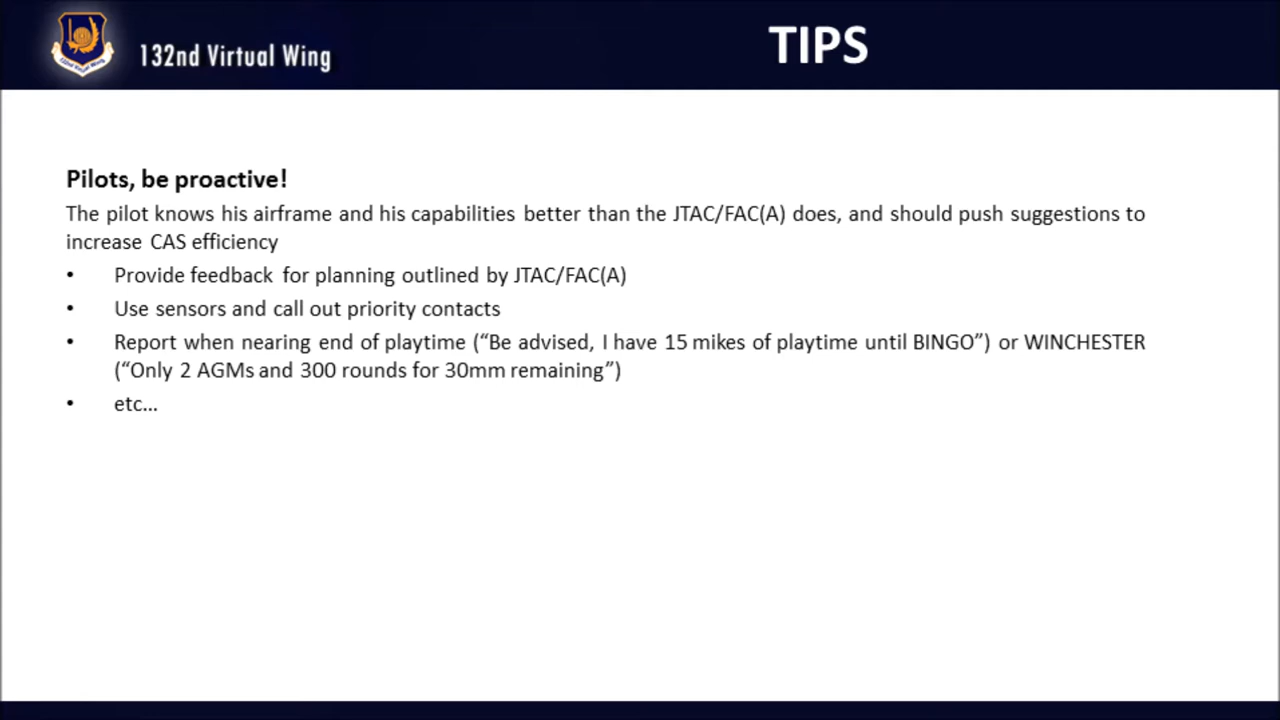 132nd Virtual Wing
TIPS
Pilots, be proactive!
The pilot knows his airframe and his capabilities better than the JTAC/FAC(A) does, and should push suggestions to
increase CAS efficiency
• Provide feedback for planning outlined by JTAC/FAC(A)
• Use sensors and call out priority contacts
• Report when nearing end of playtime (“Be advised, I have 15 mikes of playtime until BINGO”) or WINCHESTER
(“Only 2 AGMs and 300 rounds for 30mm remaining”)
• etc...